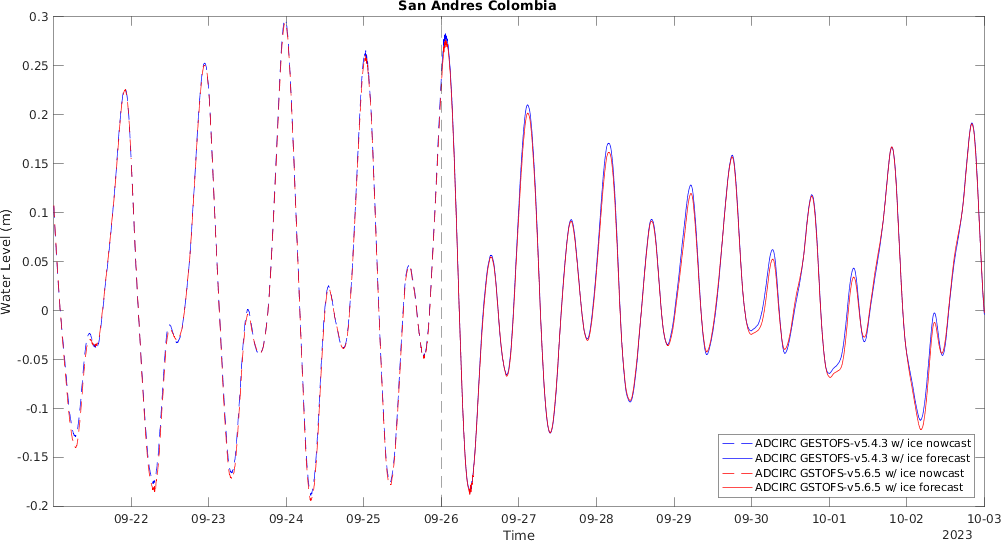 San Andres Colombia
0.3
0.25
0.2
0.15
0.1
0.05
0
-0.05
-0.1
-0.15
-0.2
Water Level (m)
ADCIRC GESTOFS-v5.4.3 w/ ice nowcast
ADCIRC GESTOFS-v5.4.3 w/ ice forecast
ADCIRC GSTOFS-v5.6.5 w/ ice nowcast
ADCIRC GSTOFS-v5.6.5 w/ ice forecast
09-22 09-23 09-24 09-25 09-26 09-27 09-28 09-29 09-30 10-01 10-02 10-03
Time
2023